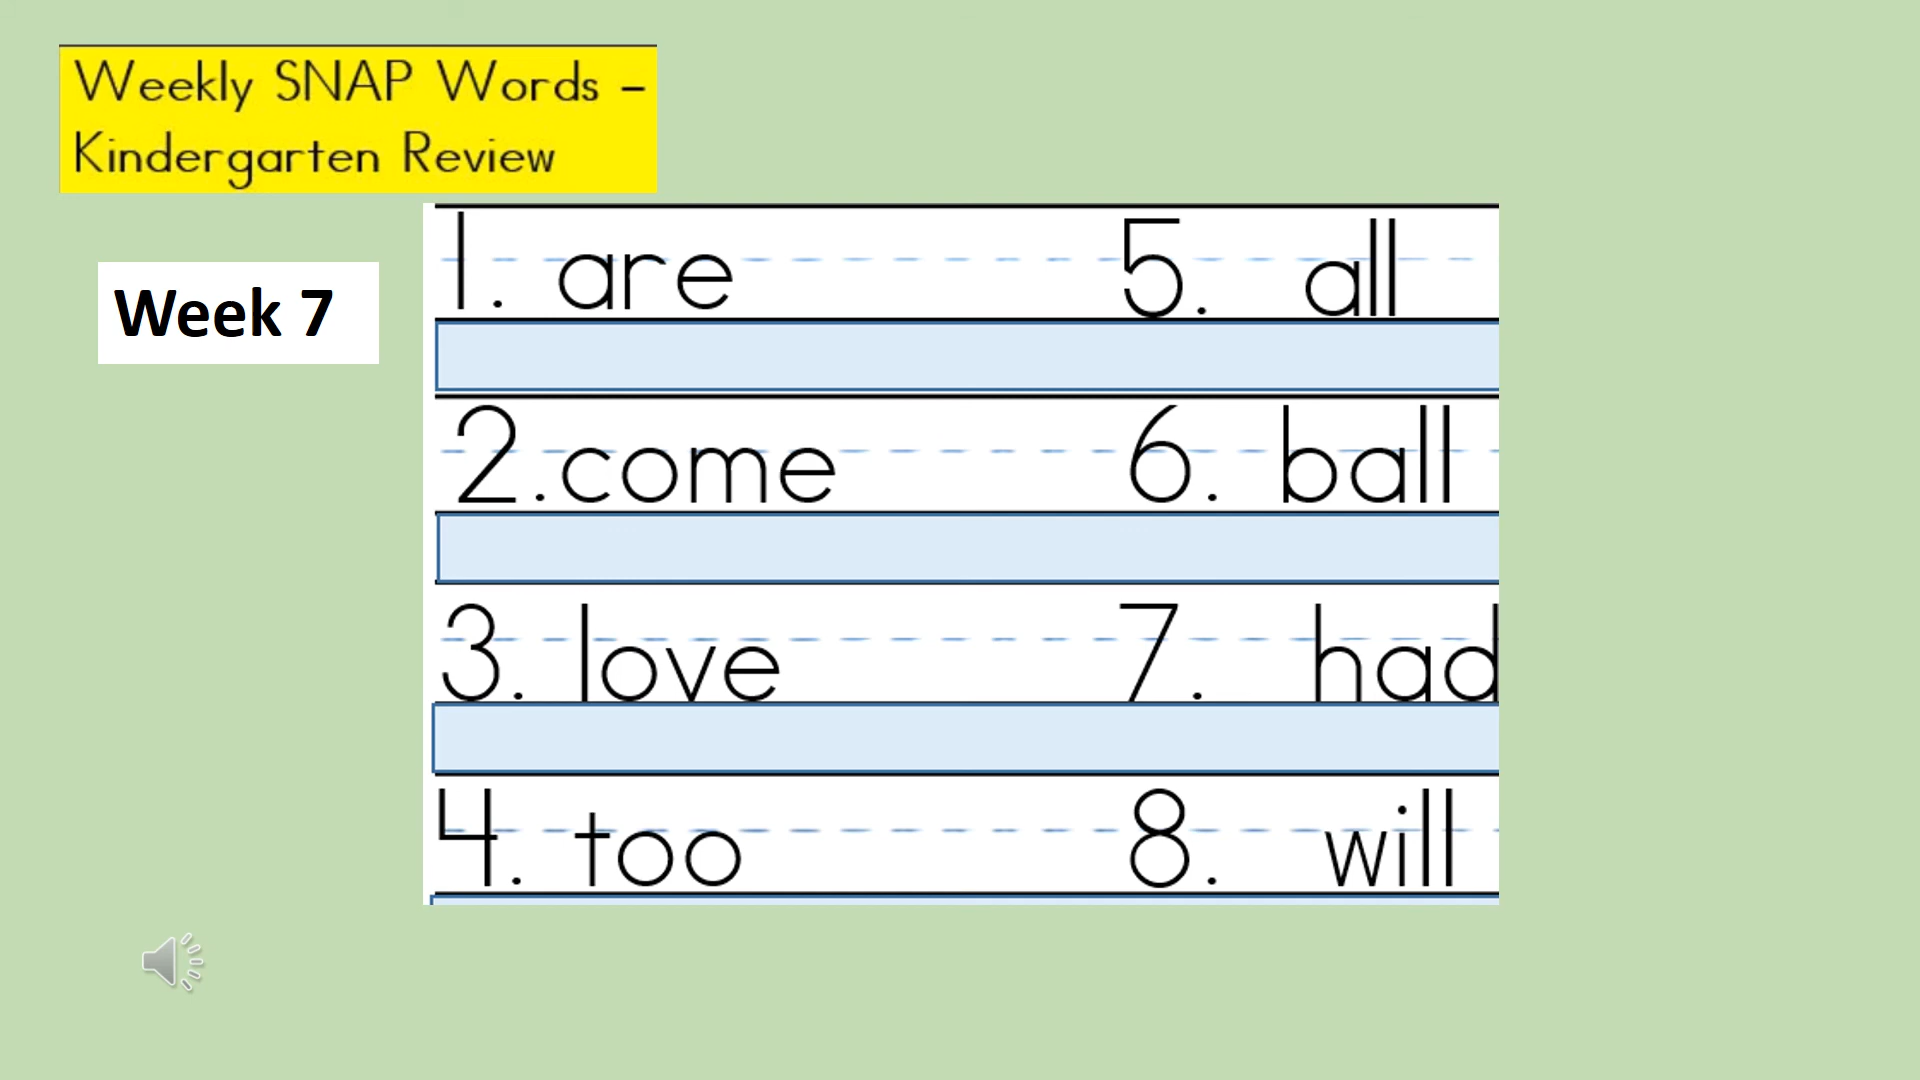 Weekly SNAP Words –
Kindergarten Review
Week 7
1. are 5. all
2. come 6. ball
3. love 7. had
4. too 8. will